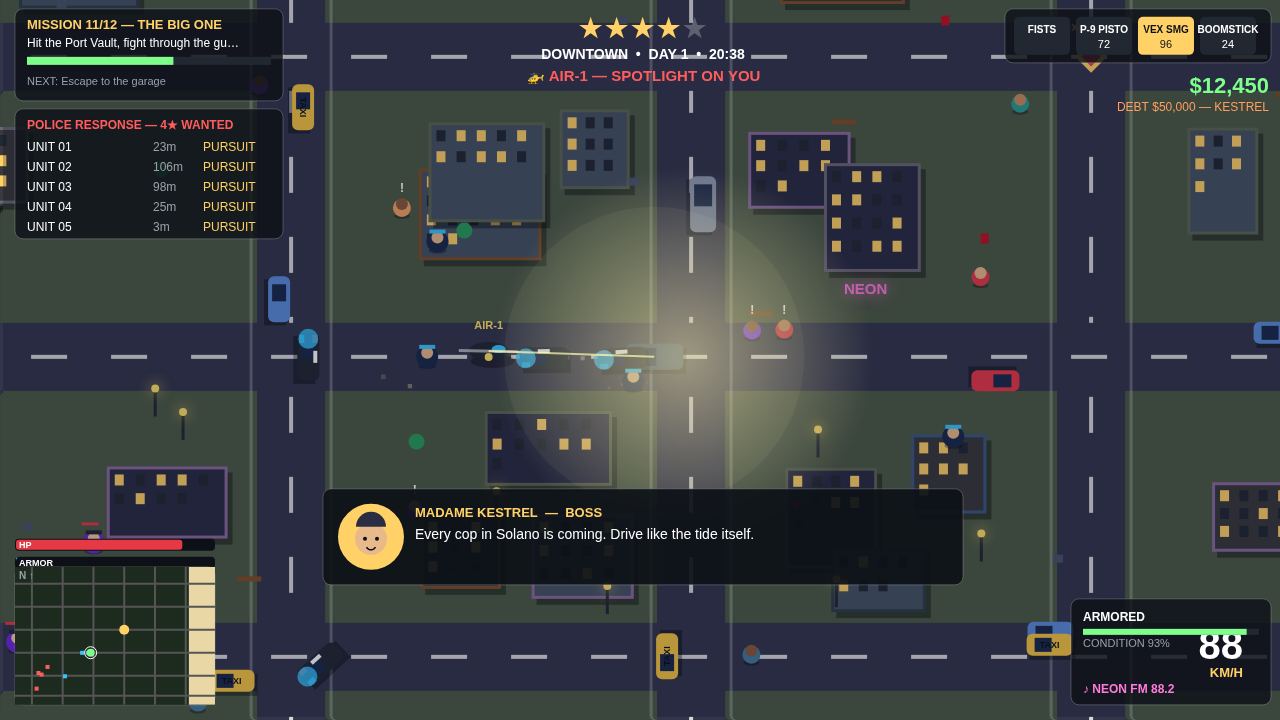 MISSION 11/12 — THE BIG ONE
Hit the Port Vault, fight through the gu…
NEXT: Escape to the garage
POLICE RESPONSE — 4★ WANTED
UNIT 01 23m PURSUIT
UNIT 02 106m PURSUIT
UNIT 03 98m PURSUIT
UNIT 04 25m PURSUIT
UNIT 05 3m PURSUIT
★★★★★
DOWNTOWN • DAY 1 • 20:38
🚁 AIR-1 — SPOTLIGHT ON YOU
FISTS
P-9 PISTO
72
VEX SMG
96
BOOMSTICK
24
$12,450
DEBT $50,000 — KESTREL
TAXI
!
NEON
! !
AIR-1
!
MADAME KESTREL — BOSS
Every cop in Solano is coming. Drive like the tide itself.
HP
ARMOR
N
TAXI
TAXI
TAXI
ARMORED
CONDITION 93%
88
KM/H
♪ NEON FM 88.2